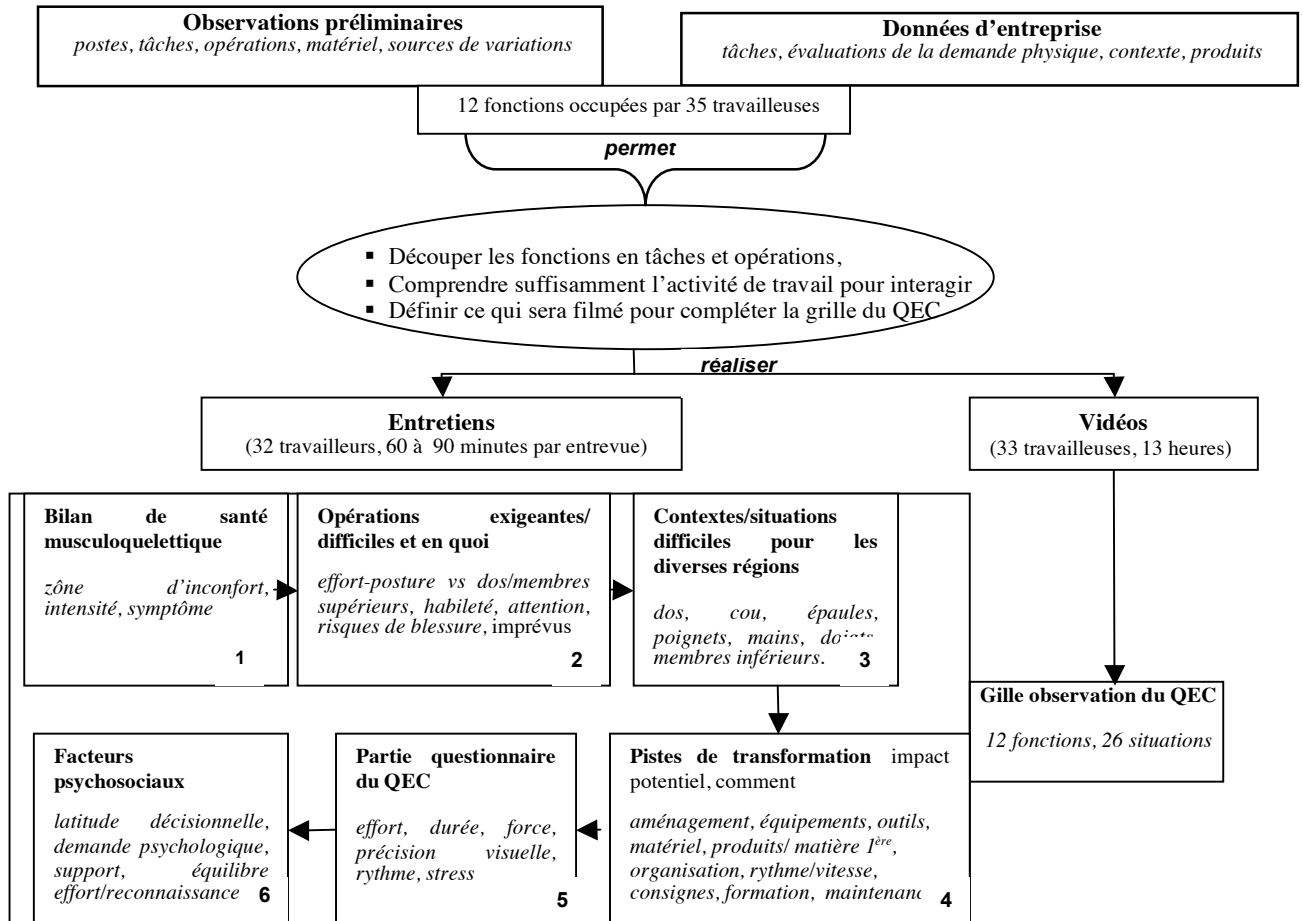 Observations préliminaires
postes, tâches, opérations, matériel, sources de variations
Données d'entreprise
tâches, évaluations de la demande physique, contexte, produits
12 fonctions occupées par 35 travailleuses
permet
▪ Découper les fonctions en tâches et opérations,
▪ Comprendre suffisamment l'activité de travail pour interagir
▪ Définir ce qui sera filmé pour compléter la grille du QEC
réaliser
Entretiens
(32 travailleurs, 60 à 90 minutes par entrevue)
Vidéos
(33 travailleuses, 13 heures)
Bilan de santé
musculoquelettique
zône d'inconfort,
intensité, symptôme
1
Opérations exigeantes/
difficiles et en quoi
effort-posture vs dos/membres
supérieurs, habileté, attention,
risques de blessure, imprévus
2
Contextes/situations
difficiles pour les
diverses régions
dos, cou, épaules,
poignets, mains, doigts
membres inférieurs.
3
Gille observation du QEC
12 fonctions, 26 situations
Pistes de transformation impact
potentiel, comment
aménagement, équipements, outils,
matériel, produits/ matière 1ère,
organisation, rythme/vitesse,
consignes, formation, maintenanc
4
Partie questionnaire
du QEC
effort, durée, force,
précision visuelle,
rythme, stress
5
Facteurs
psychosociaux
latitude décisionnelle,
demande psychologique,
support, équilibre
effort/reconnaissance
6